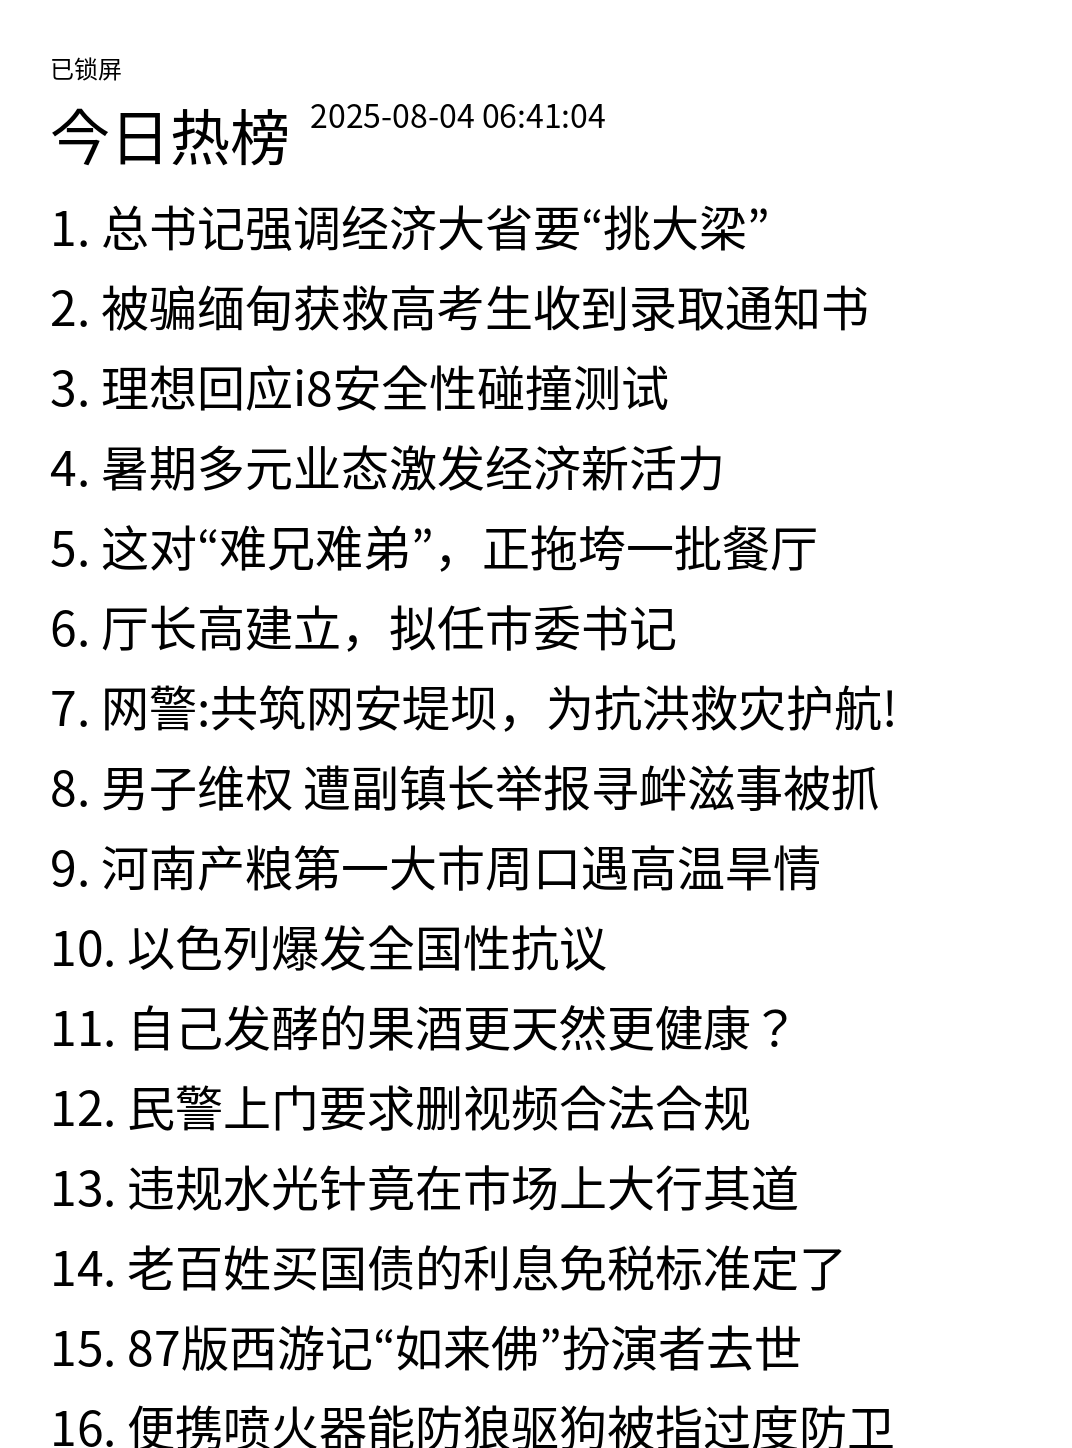 已锁屏
今日热榜 2025-08-04 06:41:04
1. 总书记强调经济大省要“挑大梁”
2. 被骗缅甸获救高考生收到录取通知书
3. 理想回应i8安全性碰撞测试
4. 暑期多元业态激发经济新活力
5. 这对“难兄难弟”，正拖垮一批餐厅
6. 厅长高建立，拟任市委书记
7. 网警:共筑网安堤坝，为抗洪救灾护航!
8. 男子维权 遭副镇长举报寻衅滋事被抓
9. 河南产粮第一大市周口遇高温旱情
10. 以色列爆发全国性抗议
11. 自己发酵的果酒更天然更健康？
12. 民警上门要求删视频合法合规
13. 违规水光针竟在市场上大行其道
14. 老百姓买国债的利息免税标准定了
15. 87版西游记“如来佛”扮演者去世
16. 便携喷火器能防狼驱狗被指过度防卫